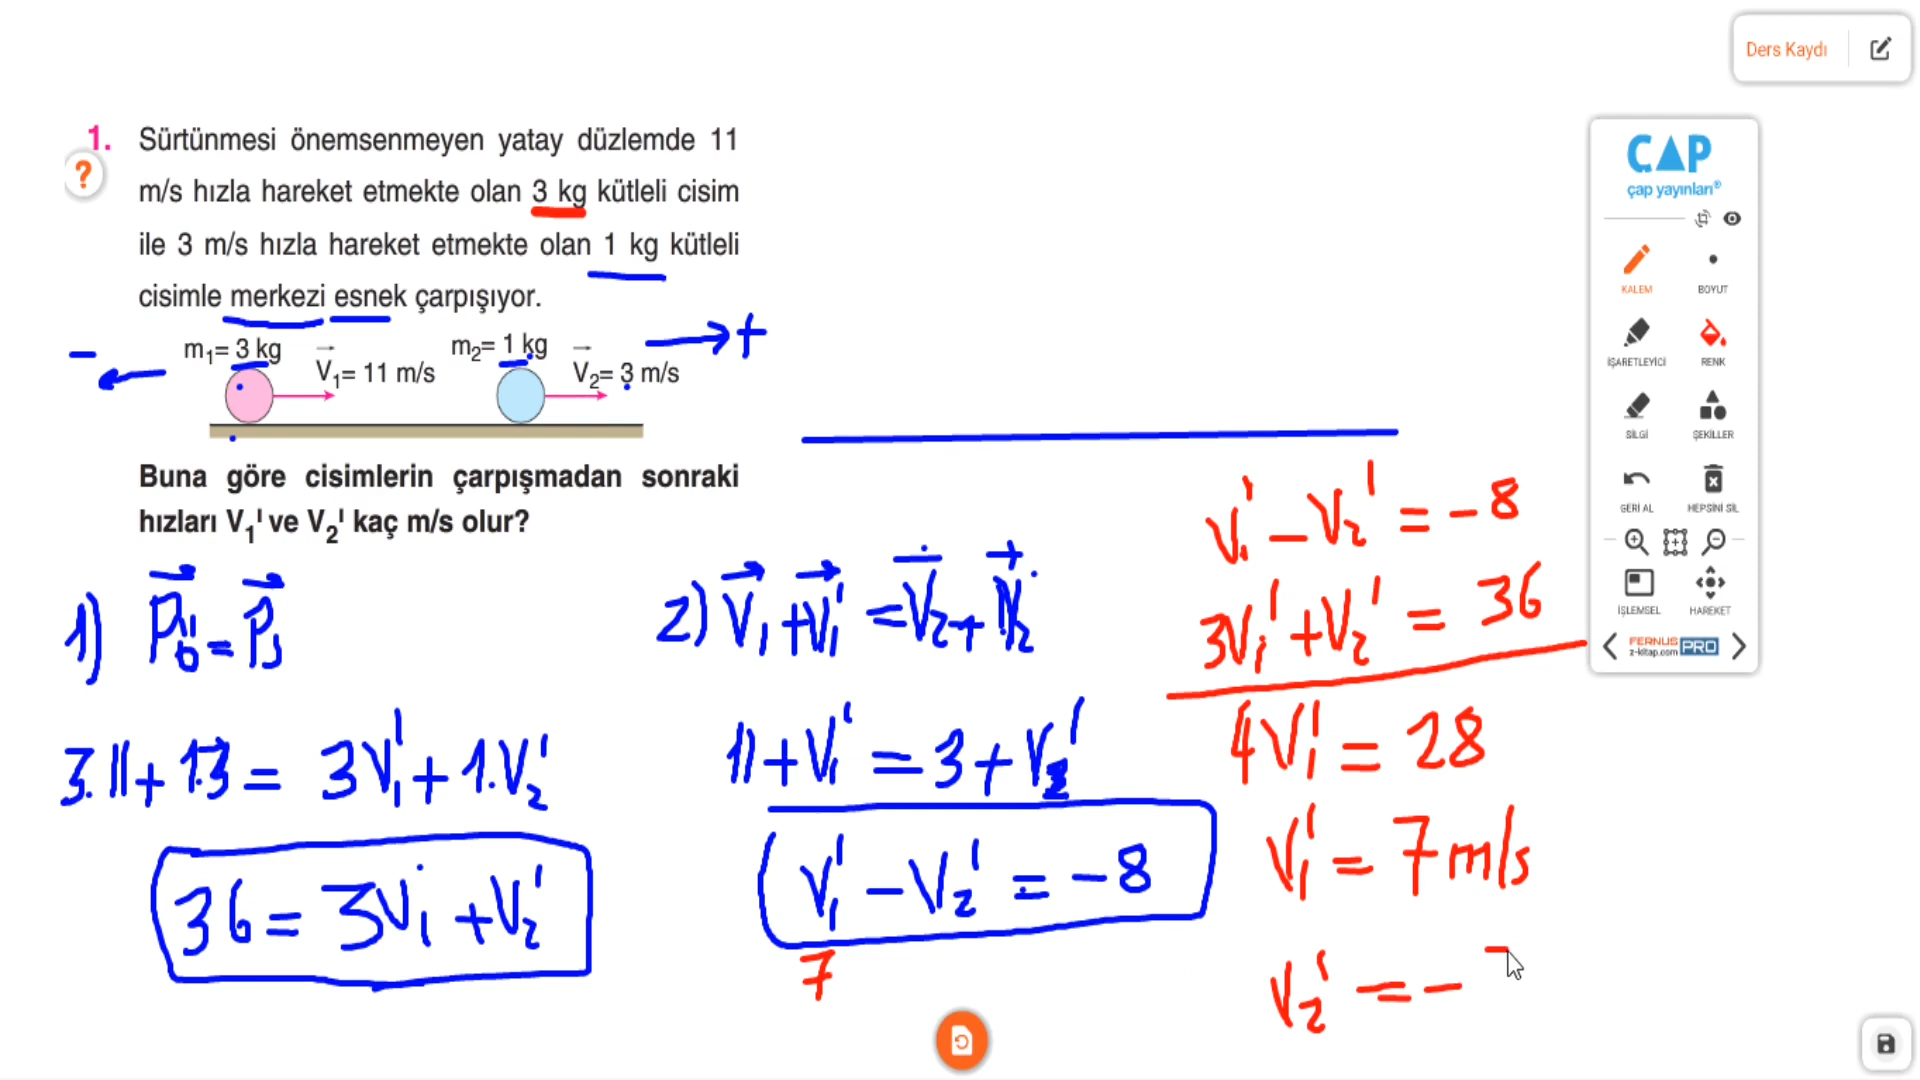 Ders Kaydı
1. Sürtünmesi önemsenmeyen yatay düzlemde 11
m/s hızla hareket etmekte olan 3 kg kütleli cisim
ile 3 m/s hızla hareket etmekte olan 1 kg kütleli
cisimle merkezi esnek çarpışıyor.
?
- +
m₁= 3 kg
V₁= 11 m/s
m₂= 1 kg
V₂= 3 m/s
Buna göre cisimlerin çarpışmadan sonraki
hızları V₁' ve V₂' kaç m/s olur?
2) V₁ + V₁' = V₂ + V₂'
3.11 + 1.3 = 3V₁' + 1.V₂'
36 = 3V₁' + V₂'
11 + V₁' = 3 + V₂'
V₁' - V₂' = -8
7
V₁' - V₂' = -8
3V₁' + V₂' = 36
4V₁' = 28
V₁' = 7 m/s
V₂' = -
ÇAP
çap yayınları®
KALEM
BOYUT
İŞARETLEYİCİ
RENK
SİLGİ
ŞEKİLLER
GERİ AL
HEPSİNİ SİL
İŞLEMSEL
HAREKET
FERNUS
z-kitap.com PRO